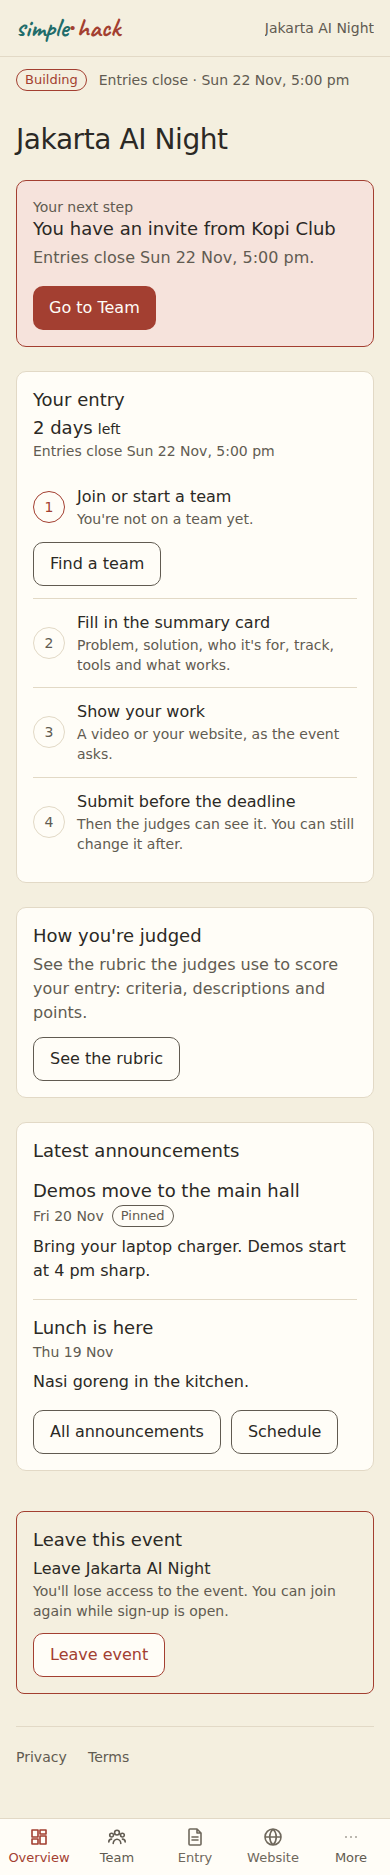 simple·hack
Jakarta AI Night
Building
Entries close · Sun 22 Nov, 5:00 pm
Jakarta AI Night
Your next step
You have an invite from Kopi Club
Entries close Sun 22 Nov, 5:00 pm.
Go to Team
Your entry
2 days left
Entries close Sun 22 Nov, 5:00 pm
1
Join or start a team
You're not on a team yet.
Find a team
2
Fill in the summary card
Problem, solution, who it's for, track,
tools and what works.
3
Show your work
A video or your website, as the event
asks.
4
Submit before the deadline
Then the judges can see it. You can still
change it after.
How you're judged
See the rubric the judges use to score
your entry: criteria, descriptions and
points.
See the rubric
Latest announcements
Demos move to the main hall
Fri 20 Nov
Pinned
Bring your laptop charger. Demos start
at 4 pm sharp.
Lunch is here
Thu 19 Nov
Nasi goreng in the kitchen.
All announcements
Schedule
Leave this event
Leave Jakarta AI Night
You'll lose access to the event. You can join
again while sign-up is open.
Leave event
Privacy
Terms
Overview
Team
Entry
Website
More